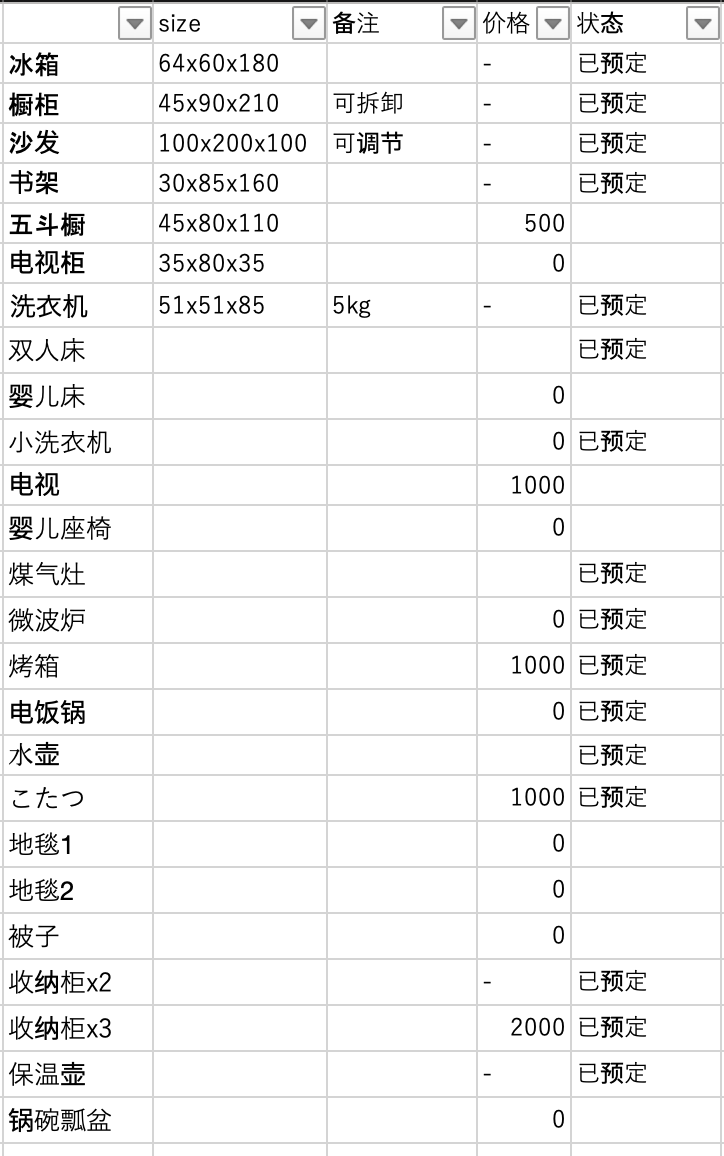 size 备注 价格 状态
冰箱 64x60x180 - 已预定
橱柜 45x90x210 可拆卸 - 已预定
沙发 100x200x100 可调节 - 已预定
书架 30x85x160 - 已预定
五斗橱 45x80x110 500
电视柜 35x80x35 0
洗衣机 51x51x85 5kg - 已预定
双人床 已预定
婴儿床 0
小洗衣机 0 已预定
电视 1000
婴儿座椅 0
煤气灶 已预定
微波炉 0 已预定
烤箱 1000 已预定
电饭锅 0 已预定
水壶 已预定
こたつ 1000 已预定
地毯1 0
地毯2 0
被子 0
收纳柜x2 - 已预定
收纳柜x3 2000 已预定
保温壶 - 已预定
锅碗瓢盆 0